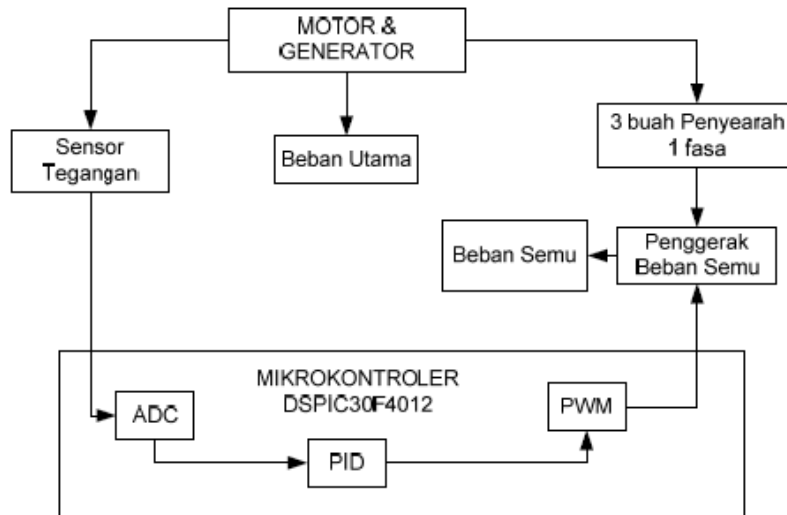 MOTOR &
GENERATOR
Sensor
Tegangan
Beban Utama
3 buah Penyearah
1 fasa
Beban Semu
Penggerak
Beban Semu
MIKROKONTROLER
DSPIC30F4012
ADC
PID
PWM